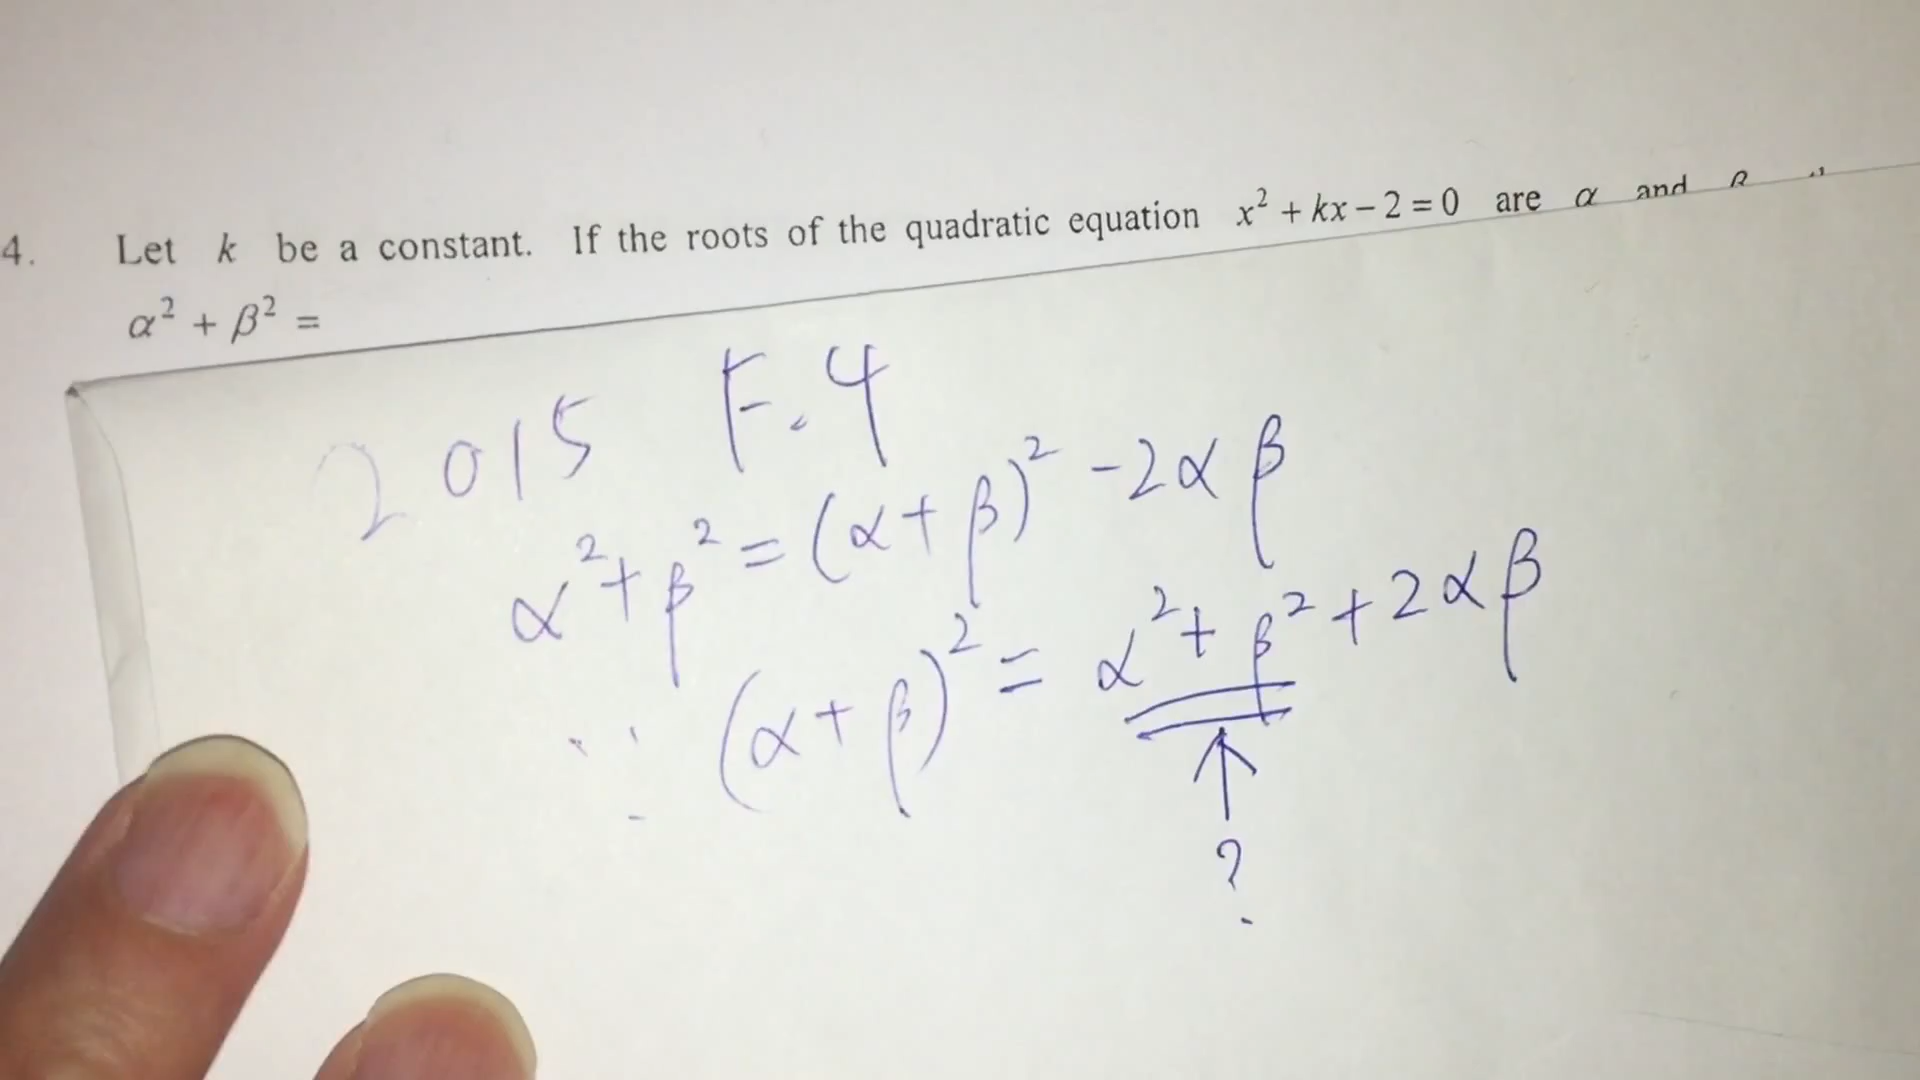 4. Let k be a constant. If the roots of the quadratic equation x² + kx − 2 = 0 are α and β
α² + β² =
2015 F.4
α² + β² = (α + β)² − 2αβ
∵ (α + β)² = α² + β² + 2αβ
↑
?